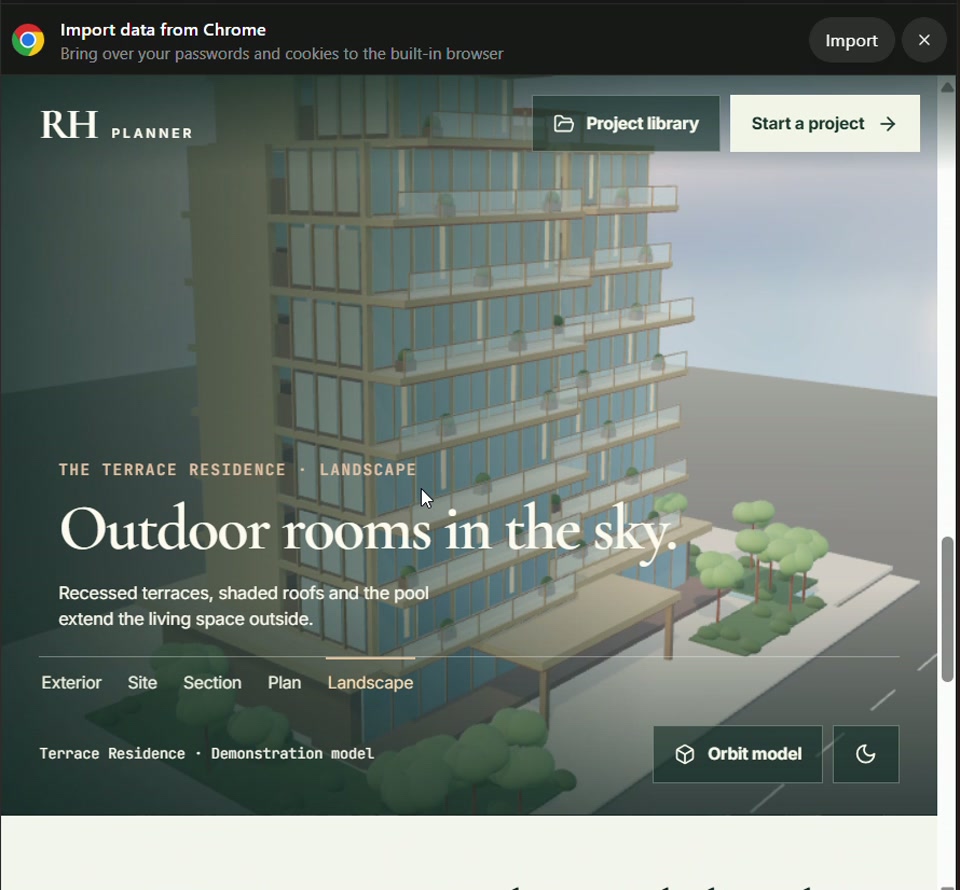 Import data from Chrome
Bring over your passwords and cookies to the built-in browser
Import
RH PLANNER
Project library
Start a project
THE TERRACE RESIDENCE · LANDSCAPE
Outdoor rooms in the sky.
Recessed terraces, shaded roofs and the pool
extend the living space outside.
Exterior Site Section Plan Landscape
Terrace Residence · Demonstration model
Orbit model